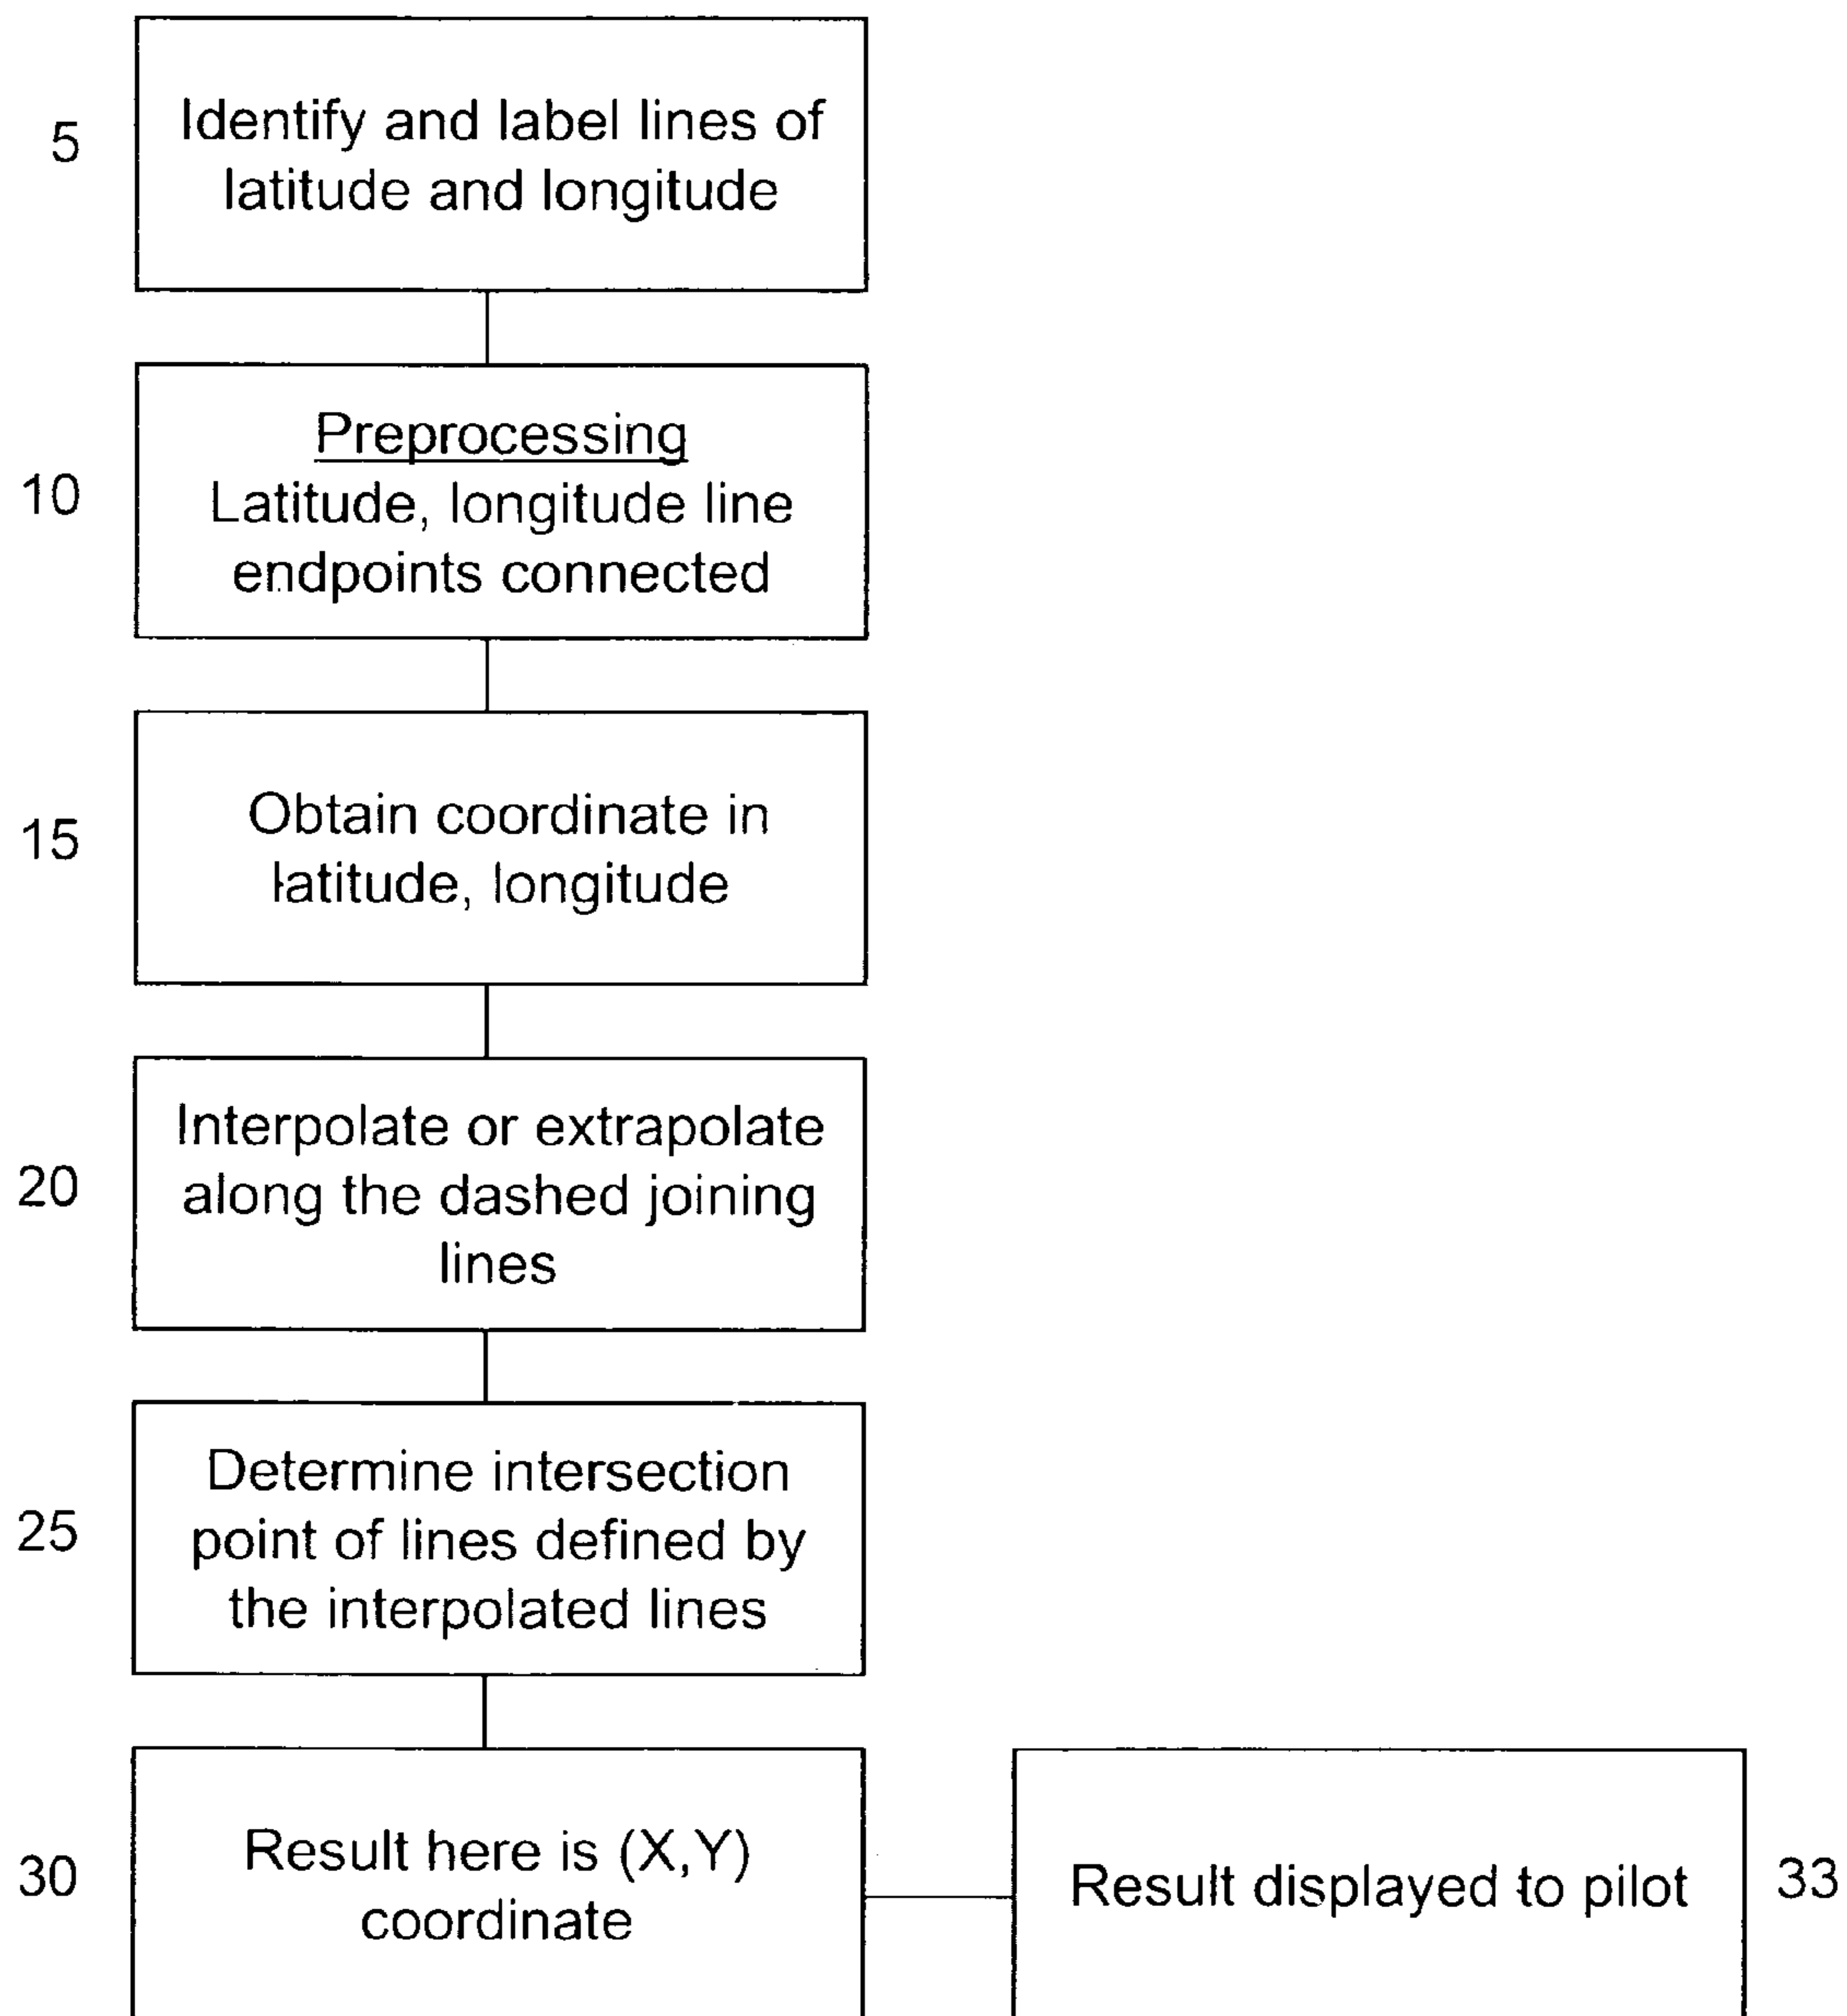 5
Identify and label lines of
latitude and longitude
10
Preprocessing
Latitude, longitude line
endpoints connected
15
Obtain coordinate in
latitude, longitude
20
Interpolate or extrapolate
along the dashed joining
lines
25
Determine intersection
point of lines defined by
the interpolated lines
30
Result here is (X,Y)
coordinate
Result displayed to pilot
33